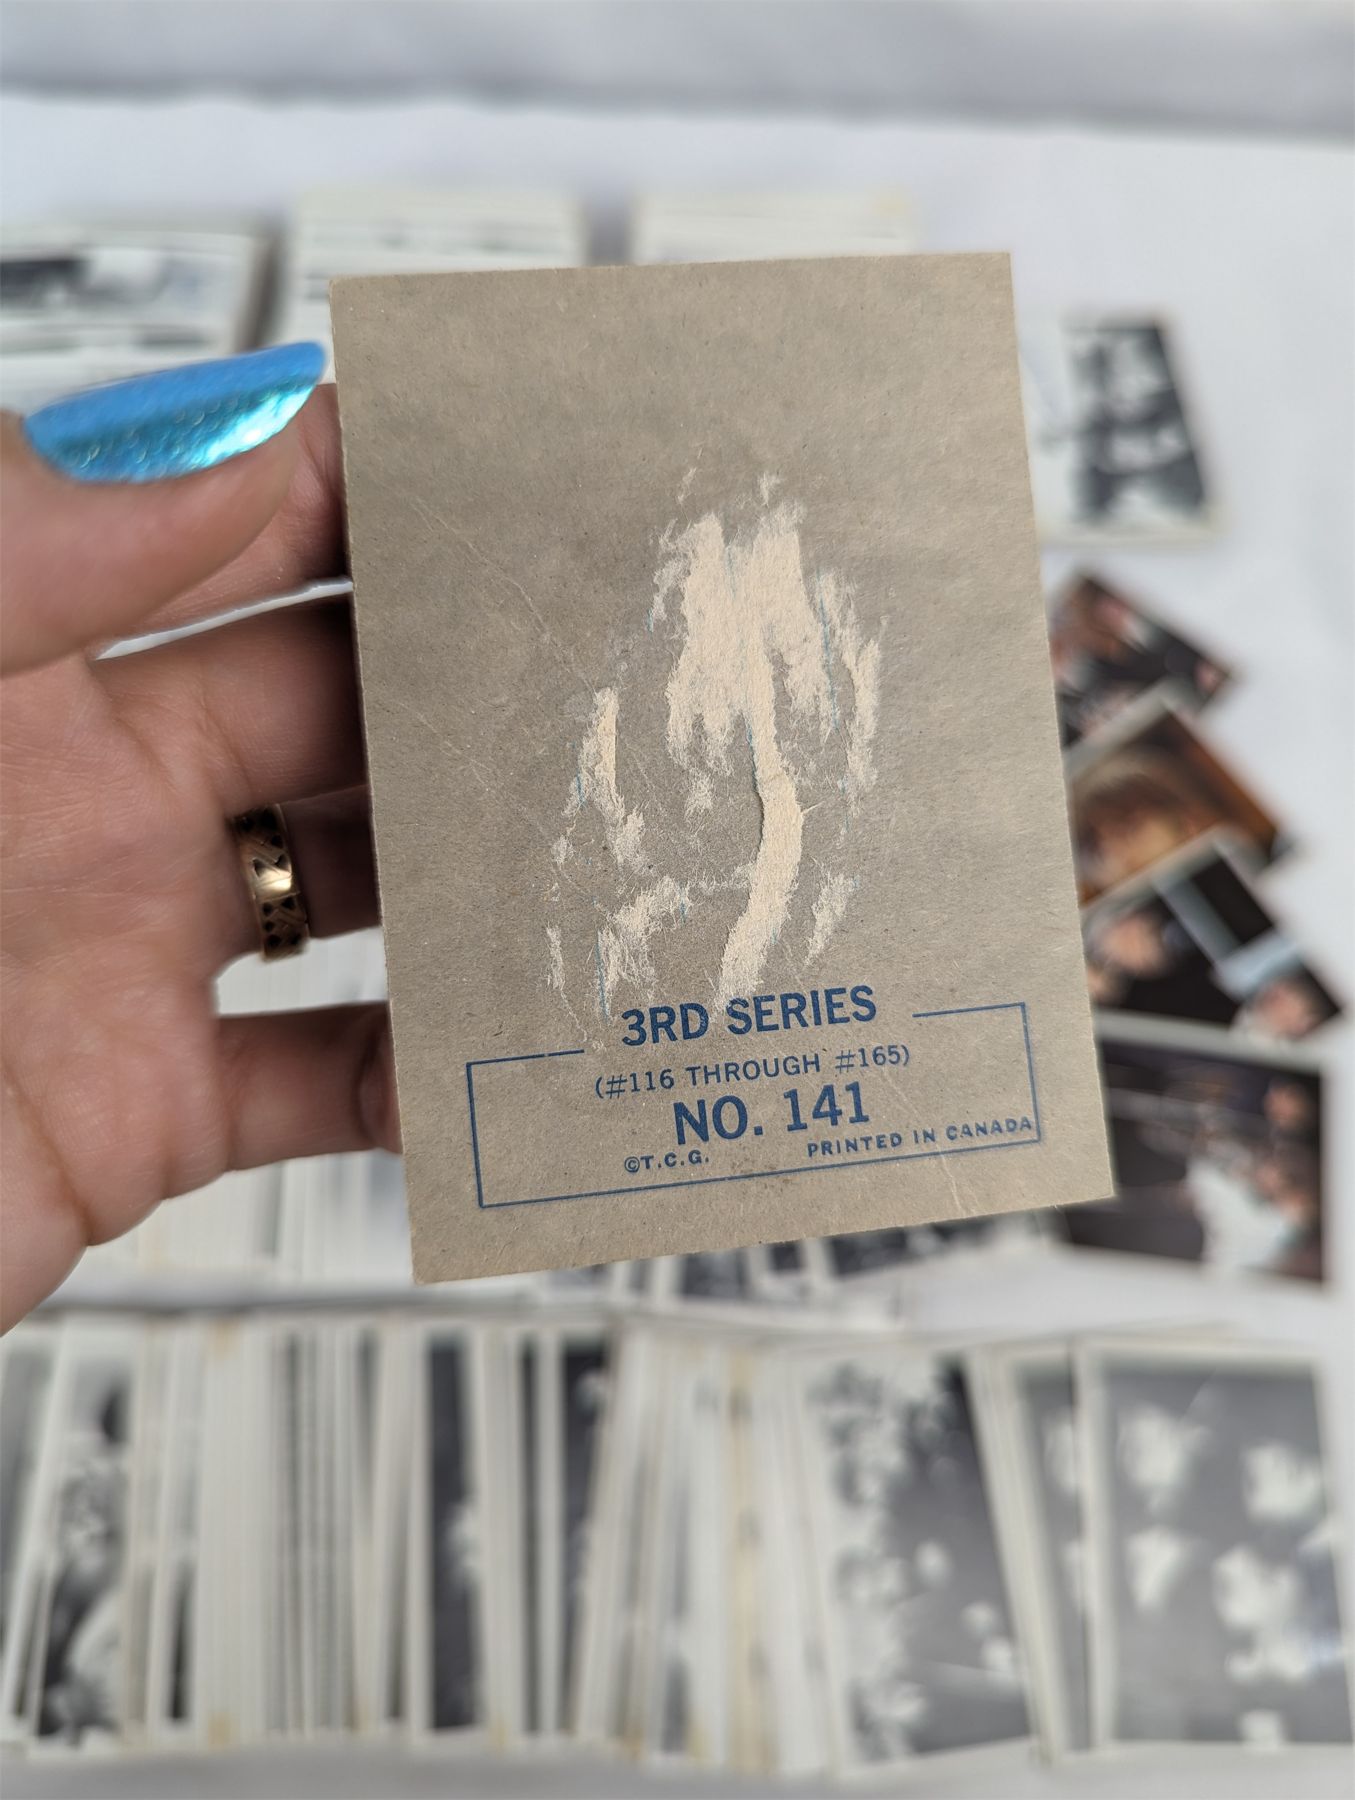 3RD SERIES
(#116 THROUGH #165)
NO. 141
©T.C.G.
PRINTED IN CANADA